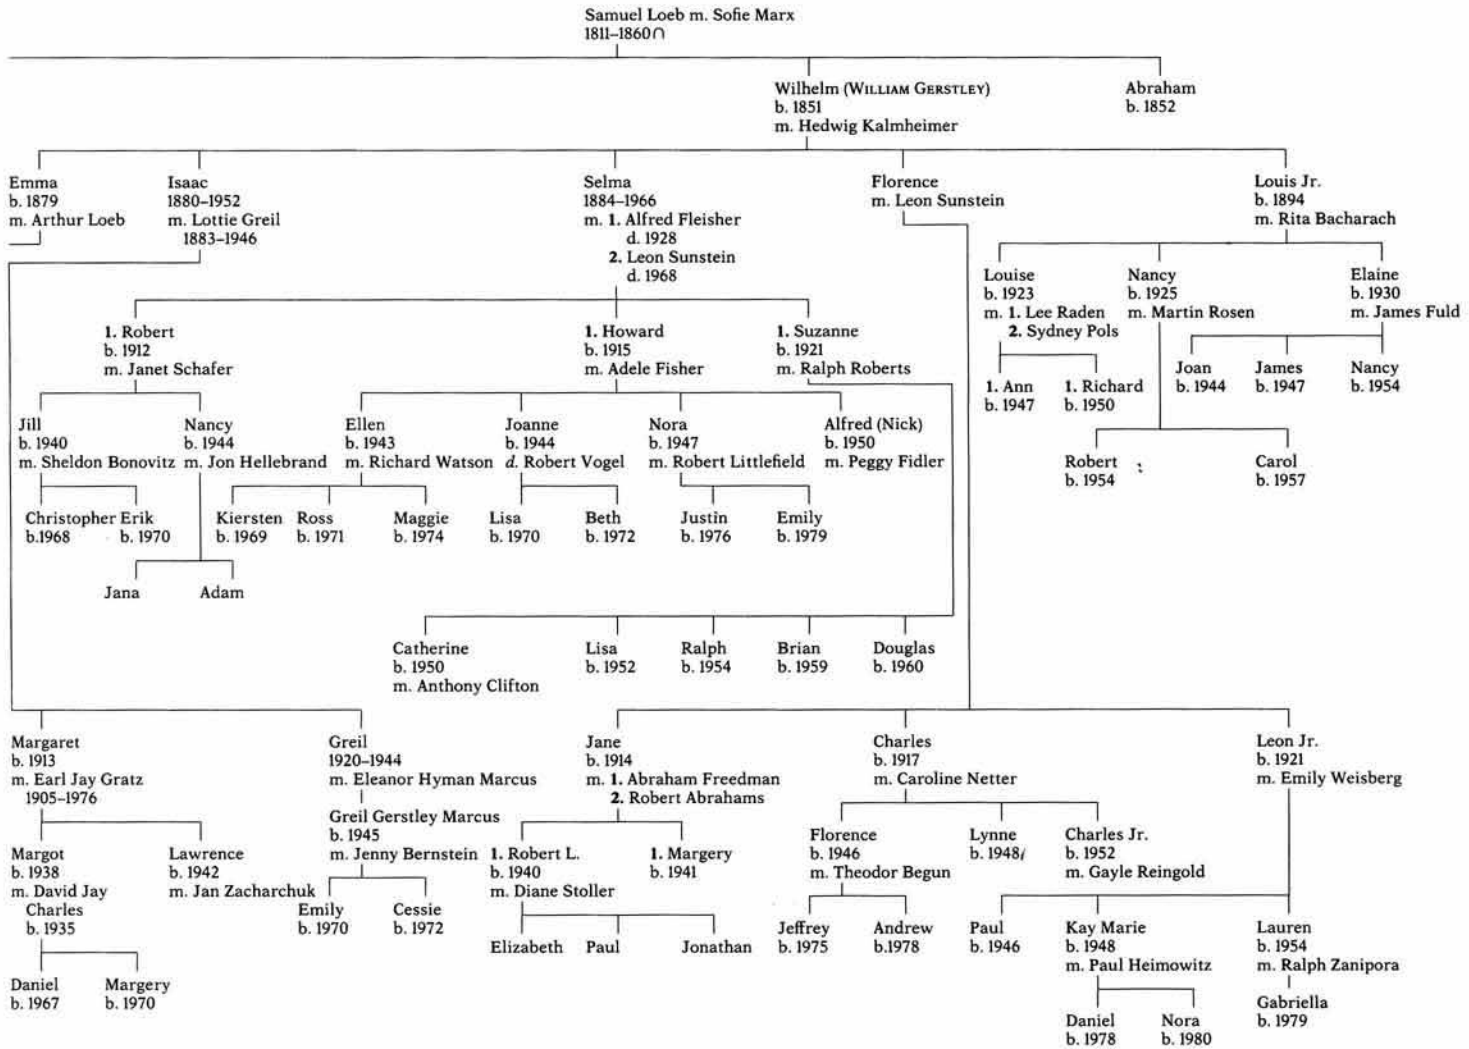 Samuel Loeb m. Sofie Marx
1811–1860∩
Wilhelm (WILLIAM GERSTLEY)
b. 1851
m. Hedwig Kalmheimer
Abraham
b. 1852
Emma
b. 1879
m. Arthur Loeb
Isaac
1880–1952
m. Lottie Greil
1883–1946
Selma
1884–1966
m. 1. Alfred Fleisher
d. 1928
2. Leon Sunstein
d. 1968
Florence
m. Leon Sunstein
Louis Jr.
b. 1894
m. Rita Bacharach
Louise
b. 1923
m. 1. Lee Raden
2. Sydney Pols
Nancy
b. 1925
m. Martin Rosen
Elaine
b. 1930
m. James Fuld
1. Robert
b. 1912
m. Janet Schafer
1. Howard
b. 1915
m. Adele Fisher
1. Suzanne
b. 1921
m. Ralph Roberts
1. Ann
b. 1947
1. Richard
b. 1950
Joan
b. 1944
James
b. 1947
Nancy
b. 1954
Jill
b. 1940
m. Sheldon Bonovitz
Nancy
b. 1944
m. Jon Hellebrand
Ellen
b. 1943
m. Richard Watson
Joanne
b. 1944
d. Robert Vogel
Nora
b. 1947
m. Robert Littlefield
Alfred (Nick)
b. 1950
m. Peggy Fidler
Robert
b. 1954
Carol
b. 1957
Christopher
b.1968
Erik
b. 1970
Kiersten
b. 1969
Ross
b. 1971
Maggie
b. 1974
Lisa
b. 1970
Beth
b. 1972
Justin
b. 1976
Emily
b. 1979
Jana
Adam
Catherine
b. 1950
m. Anthony Clifton
Lisa
b. 1952
Ralph
b. 1954
Brian
b. 1959
Douglas
b. 1960
Margaret
b. 1913
m. Earl Jay Gratz
1905–1976
Greil
1920–1944
m. Eleanor Hyman Marcus
Jane
b. 1914
m. 1. Abraham Freedman
2. Robert Abrahams
Charles
b. 1917
m. Caroline Netter
Leon Jr.
b. 1921
m. Emily Weisberg
Margot
b. 1938
m. David Jay
Charles
b. 1935
Lawrence
b. 1942
m. Jan Zacharchuk
Greil Gerstley Marcus
b. 1945
m. Jenny Bernstein
1. Robert L.
b. 1940
m. Diane Stoller
1. Margery
b. 1941
Florence
b. 1946
m. Theodor Begun
Lynne
b. 1948
Charles Jr.
b. 1952
m. Gayle Reingold
Emily
b. 1970
Cessie
b. 1972
Elizabeth
Paul
Jonathan
Jeffrey
b. 1975
Andrew
b.1978
Paul
b. 1946
Kay Marie
b. 1948
m. Paul Heimowitz
Lauren
b. 1954
m. Ralph Zanipora
Daniel
b. 1967
Margery
b. 1970
Daniel
b. 1978
Nora
b. 1980
Gabriella
b. 1979